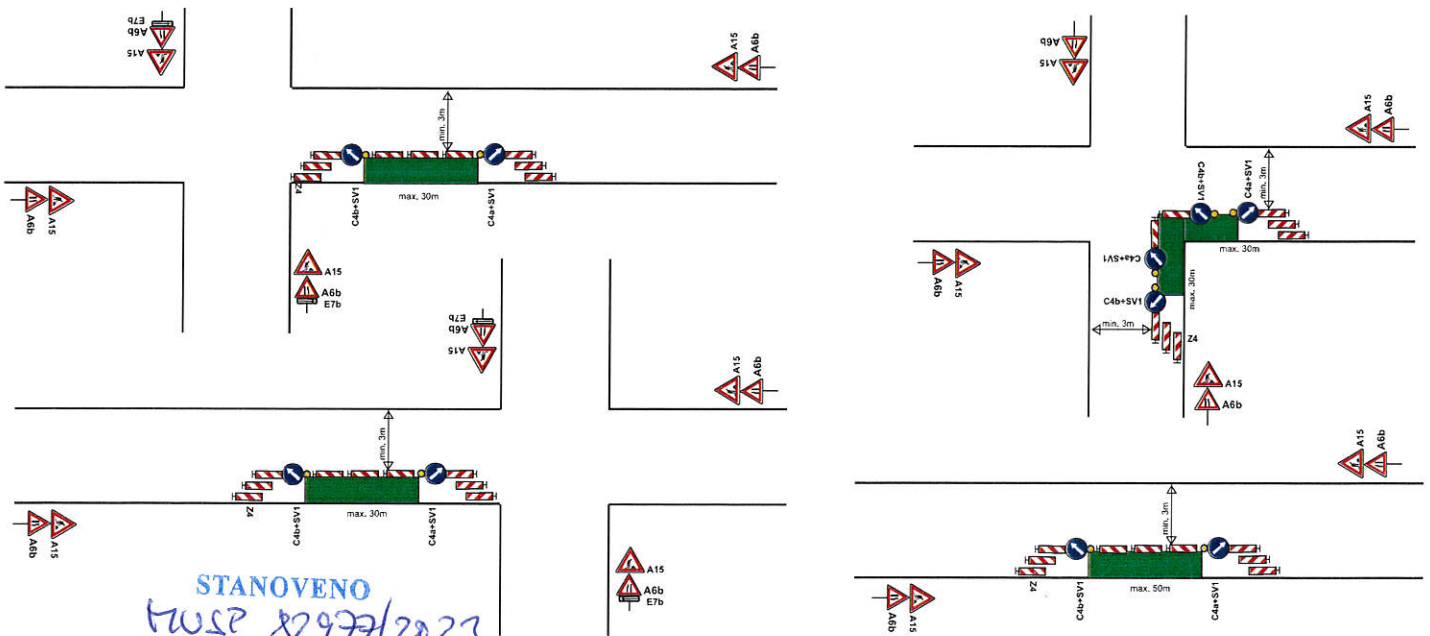 E7b
A6b
A15
A15
A6b
min. 3m
max. 30m
Z4
C4b+SV1
C4a+SV1
A6b
A15
A15
A6b
E7b
E7b
A6b
A15
A15
A6b
min. 3m
max. 30m
Z4
C4b+SV1
C4a+SV1
A6b
A15
A15
A6b
E7b
STANOVENO
A6b
A15
A15
A6b
C4b+SV1
C4a+SV1
min. 3m
max. 30m
C4a+SV1
max. 30m
C4b+SV1
min. 3m
Z4
A6b
A15
A15
A6b
A15
A6b
min. 3m
max. 50m
Z4
C4b+SV1
C4a+SV1
A6b
A15